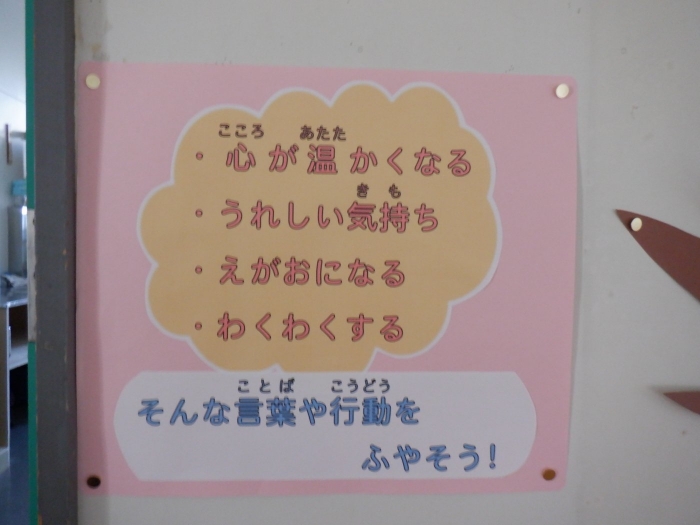 こころ あたた
・心が温かくなる
きも
・うれしい気持ち
・えがおになる
・わくわくする
ことば こうどう
そんな言葉や行動を
ふやそう!